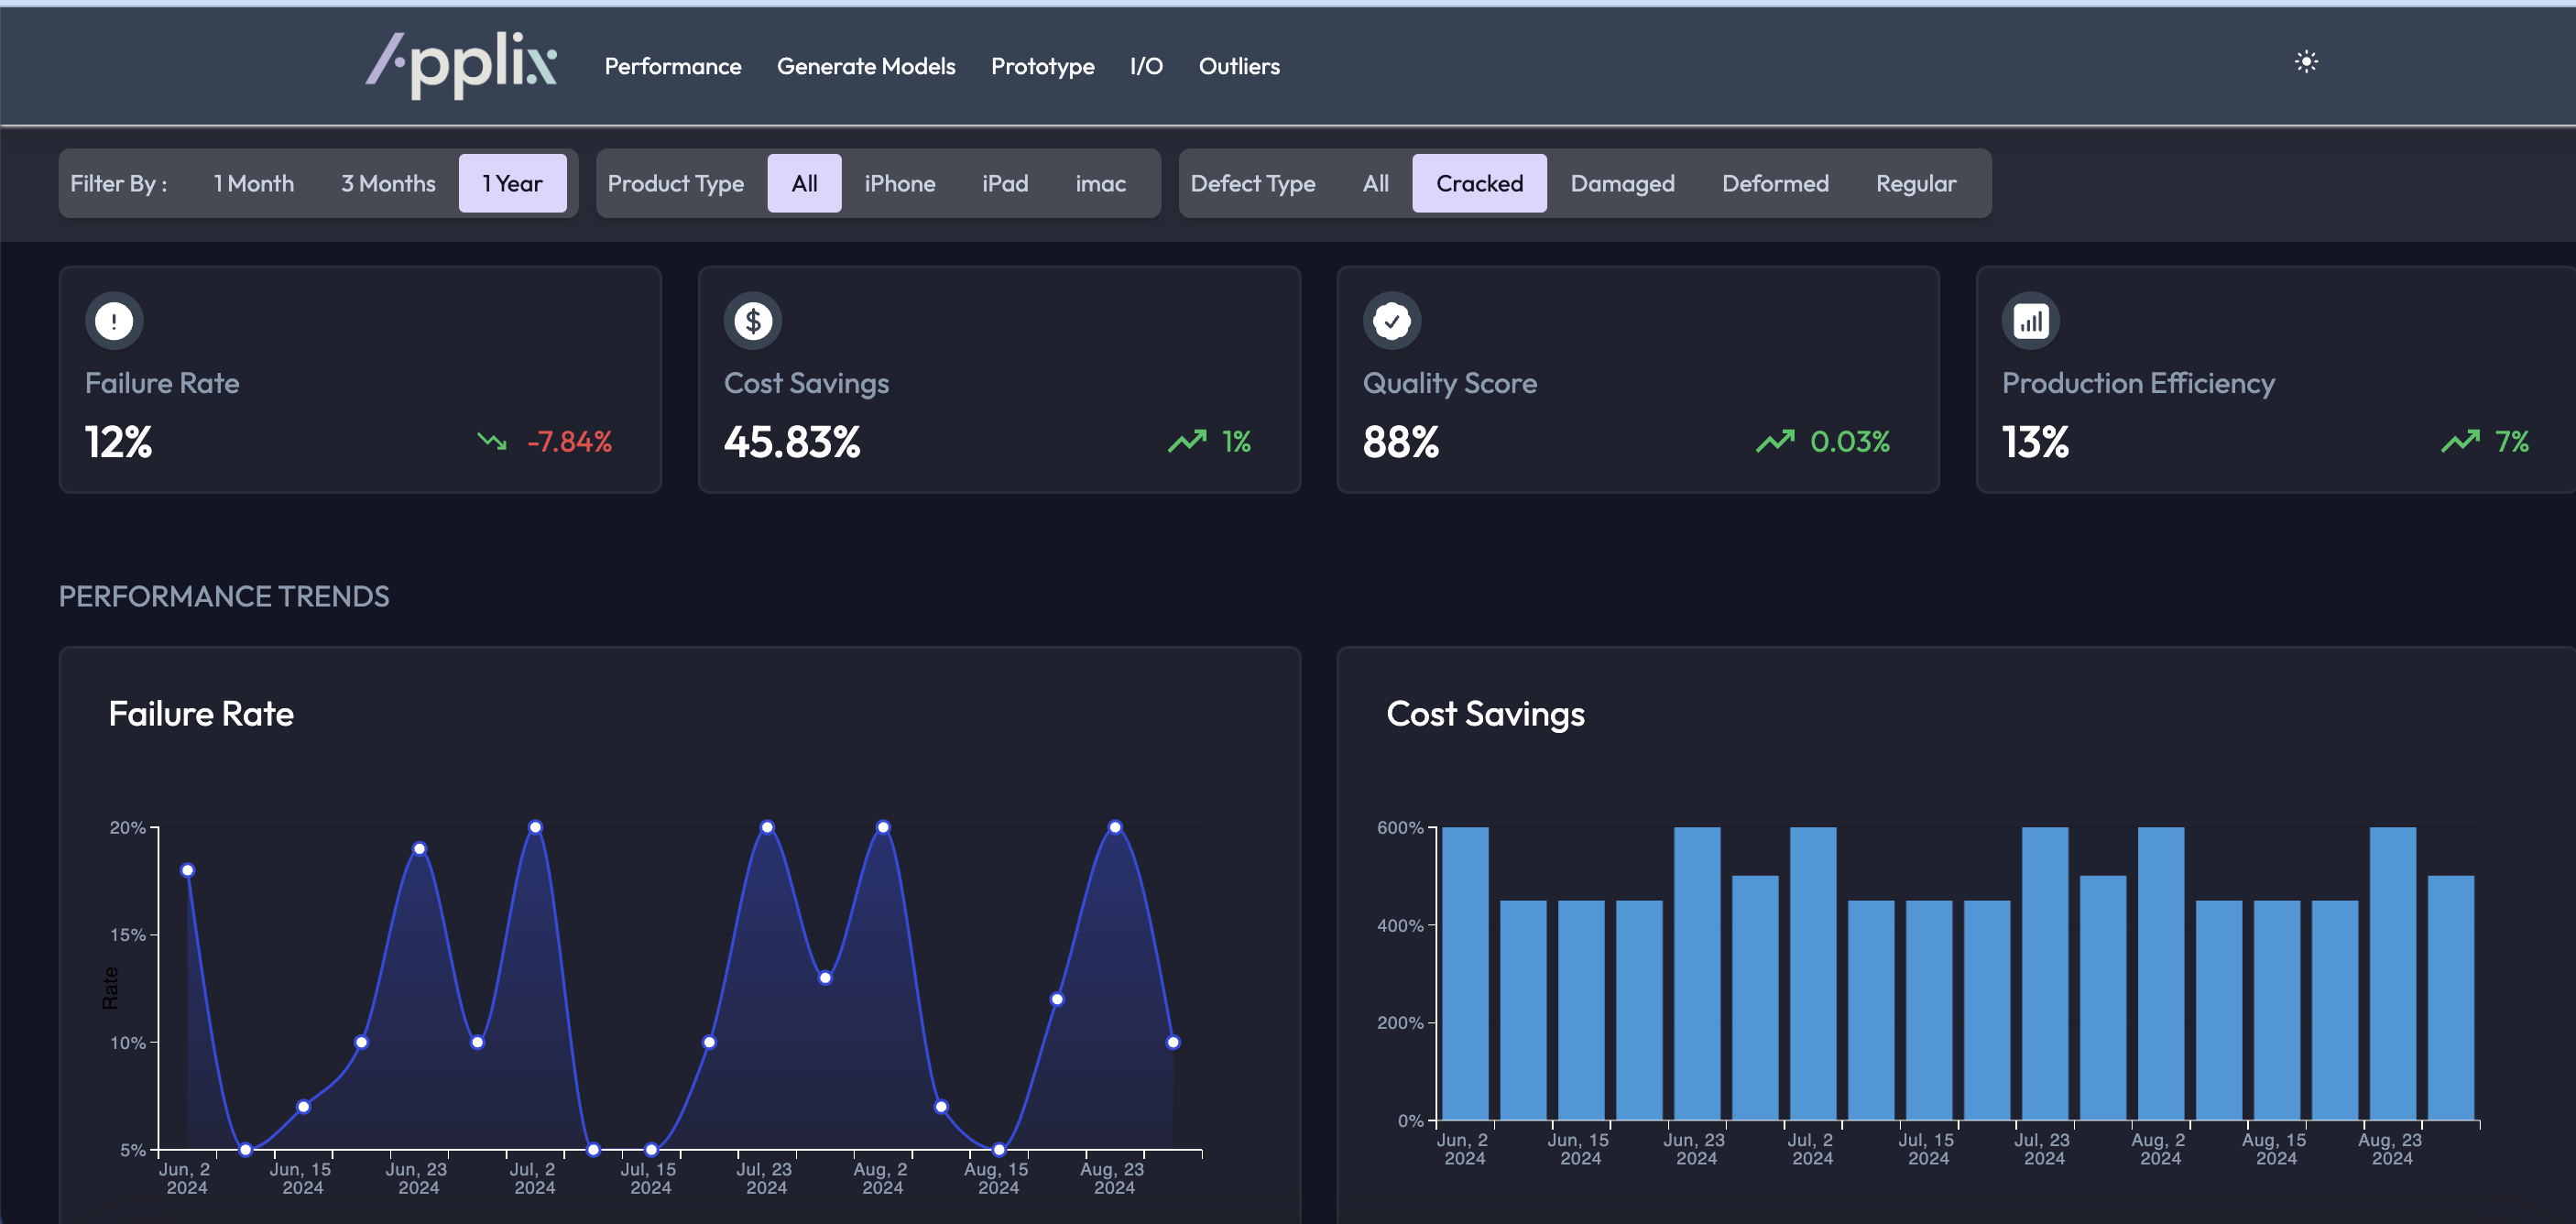 Applix Performance Generate Models Prototype I/O Outliers
Filter By : 1 Month 3 Months 1 Year Product Type All iPhone iPad imac Defect Type All Cracked Damaged Deformed Regular
Failure Rate
12% -7.84%
Cost Savings
45.83% 1%
Quality Score
88% 0.03%
Production Efficiency
13% 7%
PERFORMANCE TRENDS
Failure Rate
20%
15%
10%
5%
Rate
Jun, 2 2024
Jun, 15 2024
Jun, 23 2024
Jul, 2 2024
Jul, 15 2024
Jul, 23 2024
Aug, 2 2024
Aug, 15 2024
Aug, 23 2024
Cost Savings
600%
400%
200%
0%
Jun, 2 2024
Jun, 15 2024
Jun, 23 2024
Jul, 2 2024
Jul, 15 2024
Jul, 23 2024
Aug, 2 2024
Aug, 15 2024
Aug, 23 2024